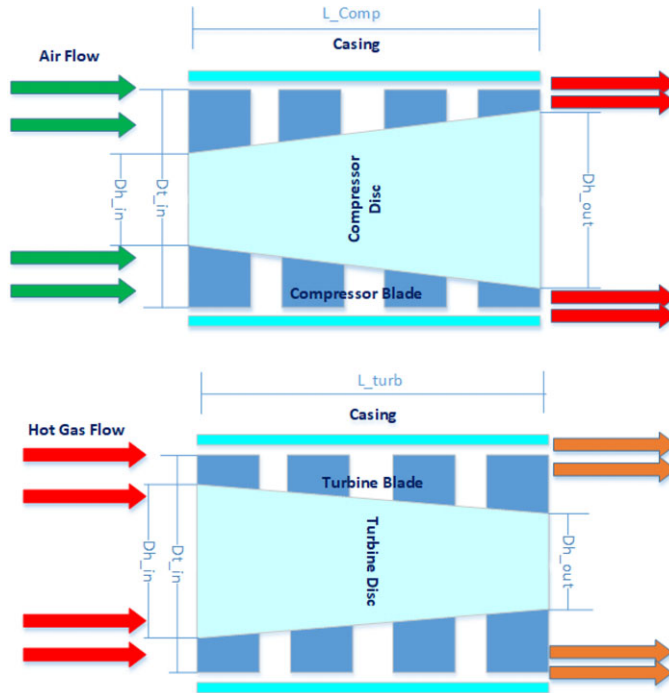 L_Comp
Casing
Air Flow
Dh_in
Dt_in
Compressor
Disc
Dh_out
Compressor Blade
L_turb
Casing
Hot Gas Flow
Turbine Blade
Dh_in
Dt_in
Turbine Disc
Dh_out